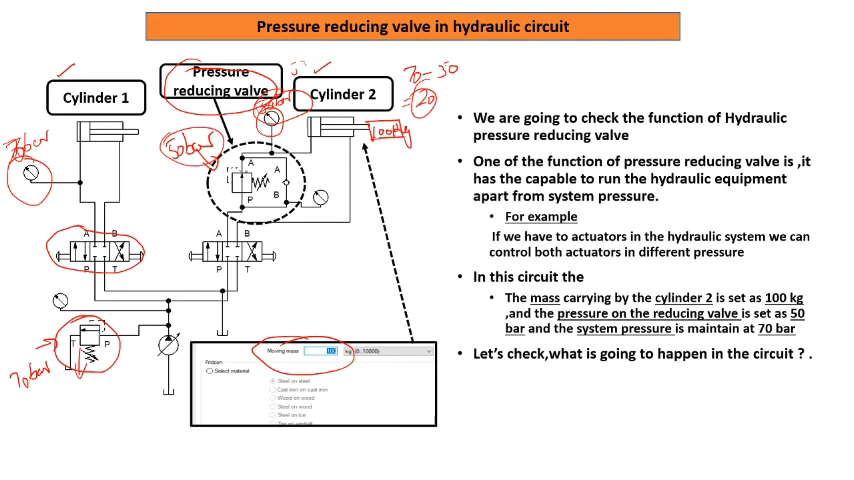 Pressure reducing valve in hydraulic circuit
Cylinder 1
Pressure
reducing valve
Cylinder 2
70 - 50
= 20
70bar
50bar
100kg
A
A
B
P
A B
P T
A B
P T
T P
70bar
Moving mass 100 kg (0..10000)
Friction
Select material
Steel on steel
Cast iron on cast iron
Wood on wood
Steel on wood
Steel on ice
• We are going to check the function of Hydraulic
pressure reducing valve
• One of the function of pressure reducing valve is ,it
has the capable to run the hydraulic equipment
apart from system pressure.
• For example
If we have to actuators in the hydraulic system we can
control both actuators in different pressure
• In this circuit the
• The mass carrying by the cylinder 2 is set as 100 kg
,and the pressure on the reducing valve is set as 50
bar and the system pressure is maintain at 70 bar
• Let's check,what is going to happen in the circuit ? .